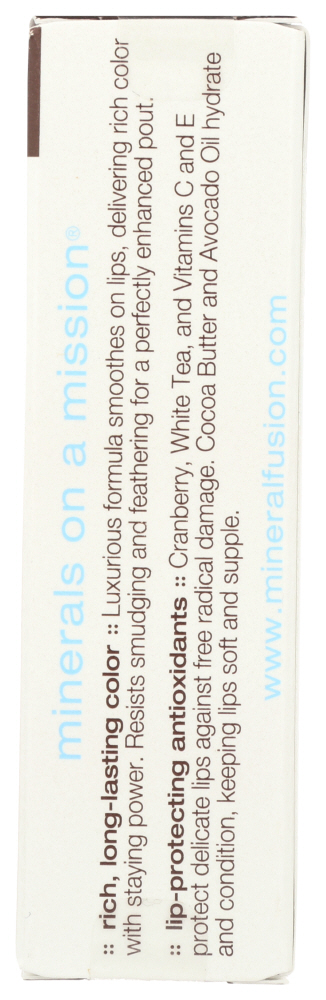 minerals on a mission®
:: rich, long-lasting color :: Luxurious formula smoothes on lips, delivering rich color
with staying power. Resists smudging and feathering for a perfectly enhanced pout.
:: lip-protecting antioxidants :: Cranberry, White Tea, and Vitamins C and E
protect delicate lips against free radical damage. Cocoa Butter and Avocado Oil hydrate
and condition, keeping lips soft and supple.
www.mineralfusion.com